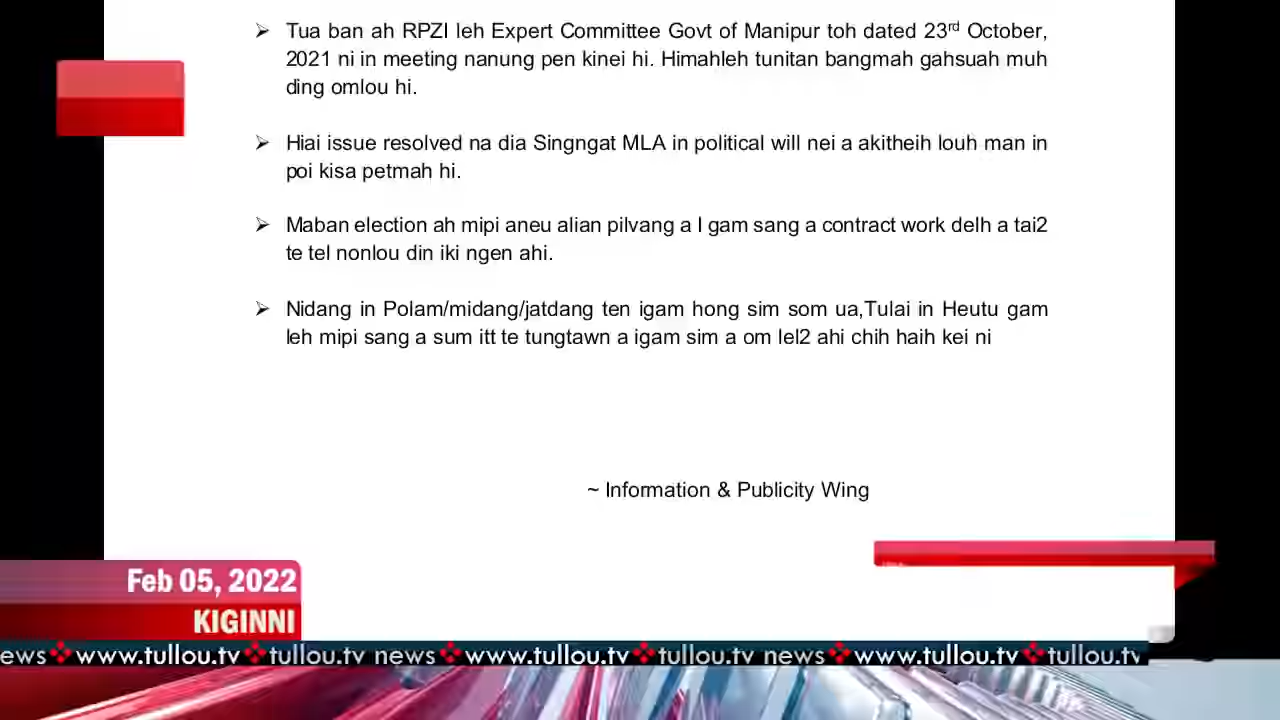 ➢ Tua ban ah RPZI leh Expert Committee Govt of Manipur toh dated 23rd October,
2021 ni in meeting nanung pen kinei hi. Himahleh tunitan bangmah gahsuah muh
ding omlou hi.
➢ Hiai issue resolved na dia Singngat MLA in political will nei a akitheih louh man in
poi kisa petmah hi.
➢ Maban election ah mipi aneu alian pilvang a I gam sang a contract work delh a tai2
te tel nonlou din iki ngen ahi.
➢ Nidang in Polam/midang/jatdang ten igam hong sim som ua,Tulai in Heutu gam
leh mipi sang a sum itt te tungtawn a igam sim a om lel2 ahi chih haih kei ni
~ Information & Publicity Wing
Feb 05, 2022
KIGINNI
ews❖www.tullou.tv❖tullou.tv news❖www.tullou.tv❖tullou.tv news❖www.tullou.tv❖tullou.tv